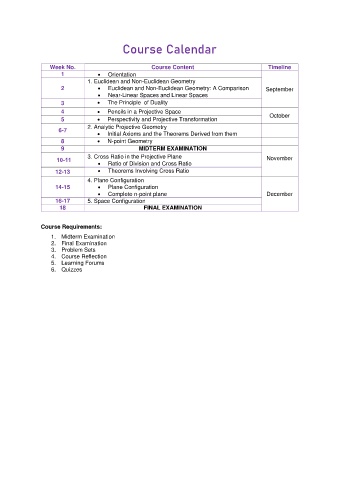 Course Calendar
Week No. Course Content Timeline
1 • Orientation September
2 1. Euclidean and Non-Euclidean Geometry
• Euclidean and Non-Euclidean Geometry: A Comparison
• Near-Linear Spaces and Linear Spaces
3 • The Principle of Duality
4 • Pencils in a Projective Space October
5 • Perspectivity and Projective Transformation
6-7 2. Analytic Projective Geometry
• Initial Axioms and the Theorems Derived from them
8 • N-point Geometry
9 MIDTERM EXAMINATION November
10-11 3. Cross Ratio in the Projective Plane
• Ratio of Division and Cross Ratio
12-13 • Theorems Involving Cross Ratio
14-15 4. Plane Configuration December
• Plane Configuration
• Complete n-point plane
16-17 5. Space Configuration
18 FINAL EXAMINATION
Course Requirements:
1. Midterm Examination
2. Final Examination
3. Problem Sets
4. Course Reflection
5. Learning Forums
6. Quizzes